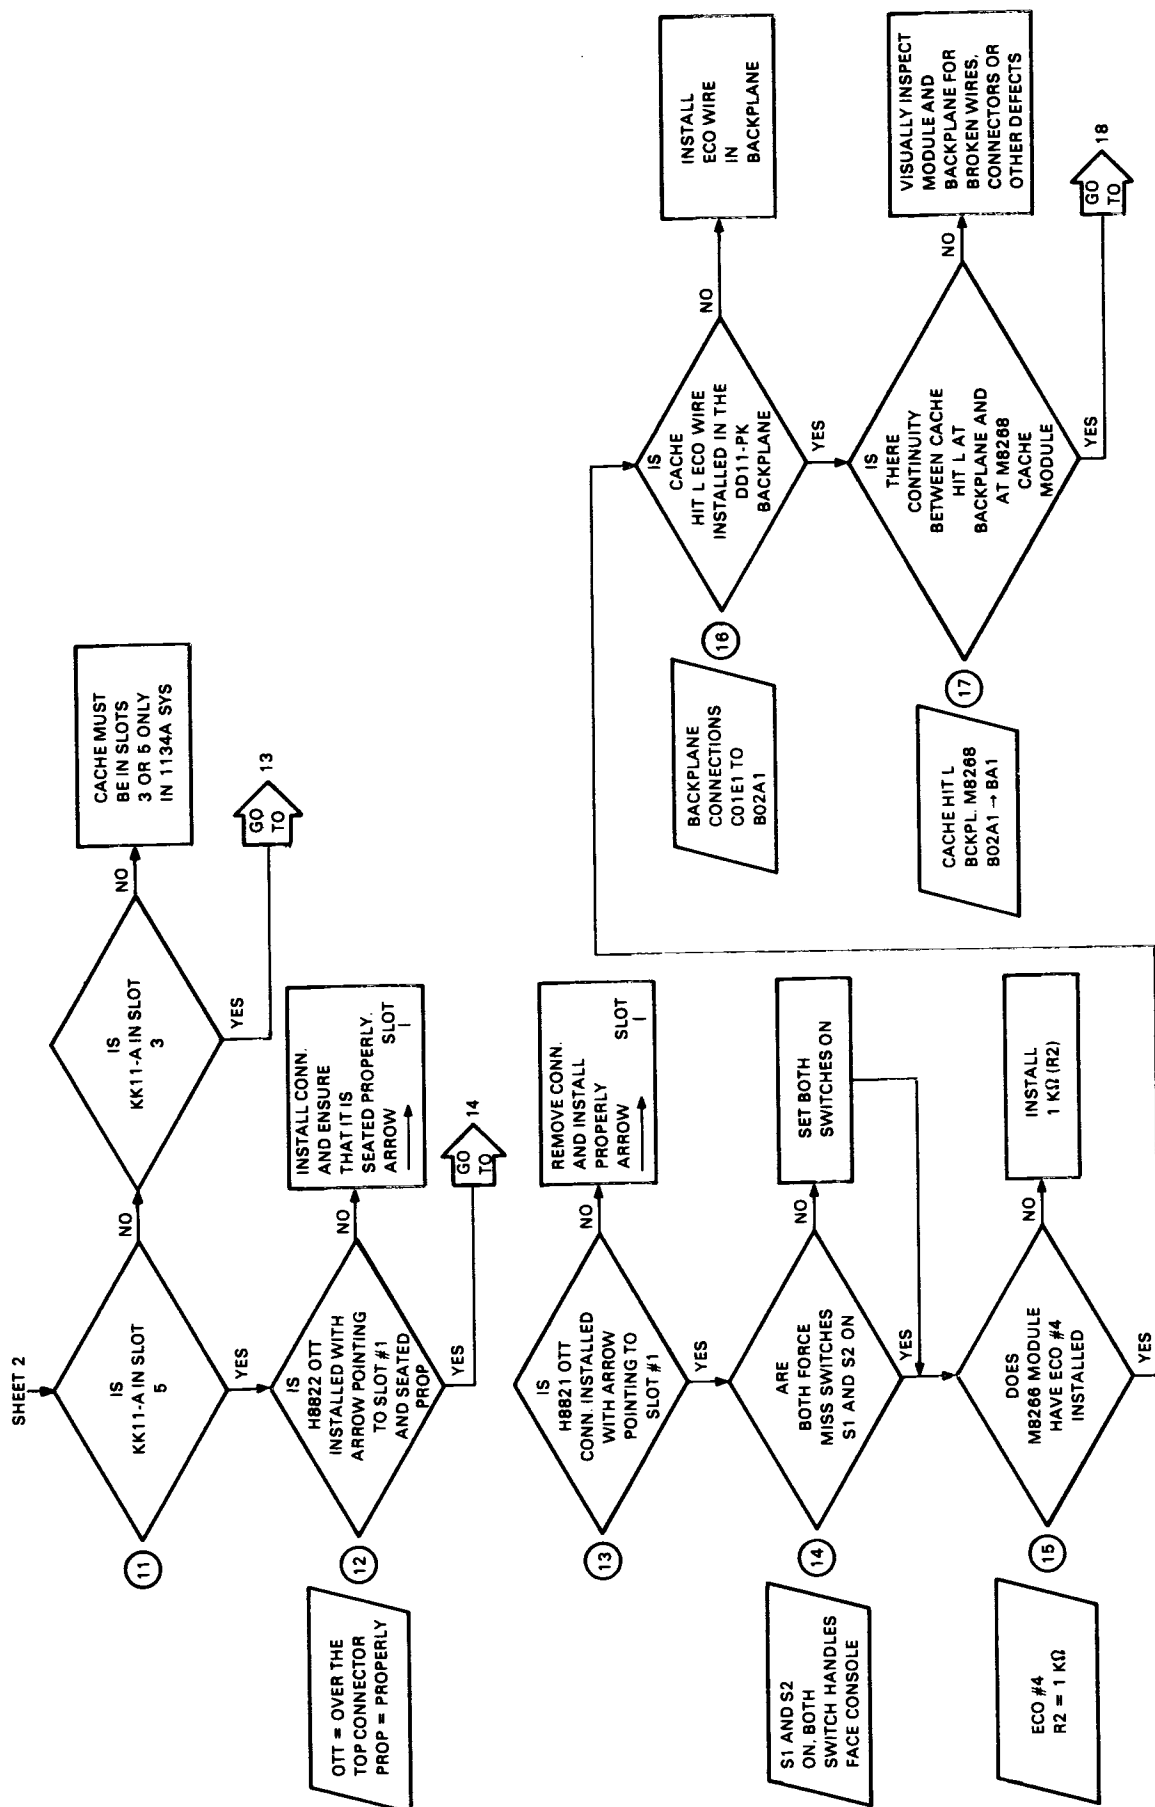 SHEET 2
11
IS
KK11-A IN SLOT
5
NO
YES
IS
KK11-A IN SLOT
3
NO
YES
CACHE MUST
BE IN SLOTS
3 OR 5 ONLY
IN 1134A SYS
GO
TO
13
OTT = OVER THE
TOP CONNECTOR
PROP = PROPERLY
12
IS
H8822 OTT
INSTALLED WITH
ARROW POINTING
TO SLOT #1
AND SEATED
PROP
NO
YES
INSTALL CONN.
AND ENSURE
THAT IT IS
SEATED PROPERLY.
ARROW SLOT
1
GO
TO
14
13
IS
H8821 OTT
CONN. INSTALLED
WITH ARROW
POINTING TO
SLOT #1
NO
YES
REMOVE CONN.
AND INSTALL
PROPERLY
ARROW SLOT
1
S1 AND S2
ON, BOTH
SWITCH HANDLES
FACE CONSOLE
14
ARE
BOTH FORCE
MISS SWITCHES
S1 AND S2 ON
NO
YES
SET BOTH
SWITCHES ON
ECO #4
R2 = 1 KΩ
15
DOES
M8266 MODULE
HAVE ECO #4
INSTALLED
NO
YES
INSTALL
1 KΩ (R2)
BACKPLANE
CONNECTIONS
C01E1 TO
B02A1
16
IS
CACHE
HIT L ECO WIRE
INSTALLED IN THE
DD11-PK
BACKPLANE
NO
YES
INSTALL
ECO WIRE
IN
BACKPLANE
CACHE HIT L
BCKPL. M8268
B02A1 → BA1
17
IS
THERE
CONTINUITY
BETWEEN CACHE
HIT L AT
BACKPLANE AND
AT M8268
CACHE
MODULE
NO
YES
VISUALLY INSPECT
MODULE AND
BACKPLANE FOR
BROKEN WIRES,
CONNECTORS OR
OTHER DEFECTS
GO
TO
18